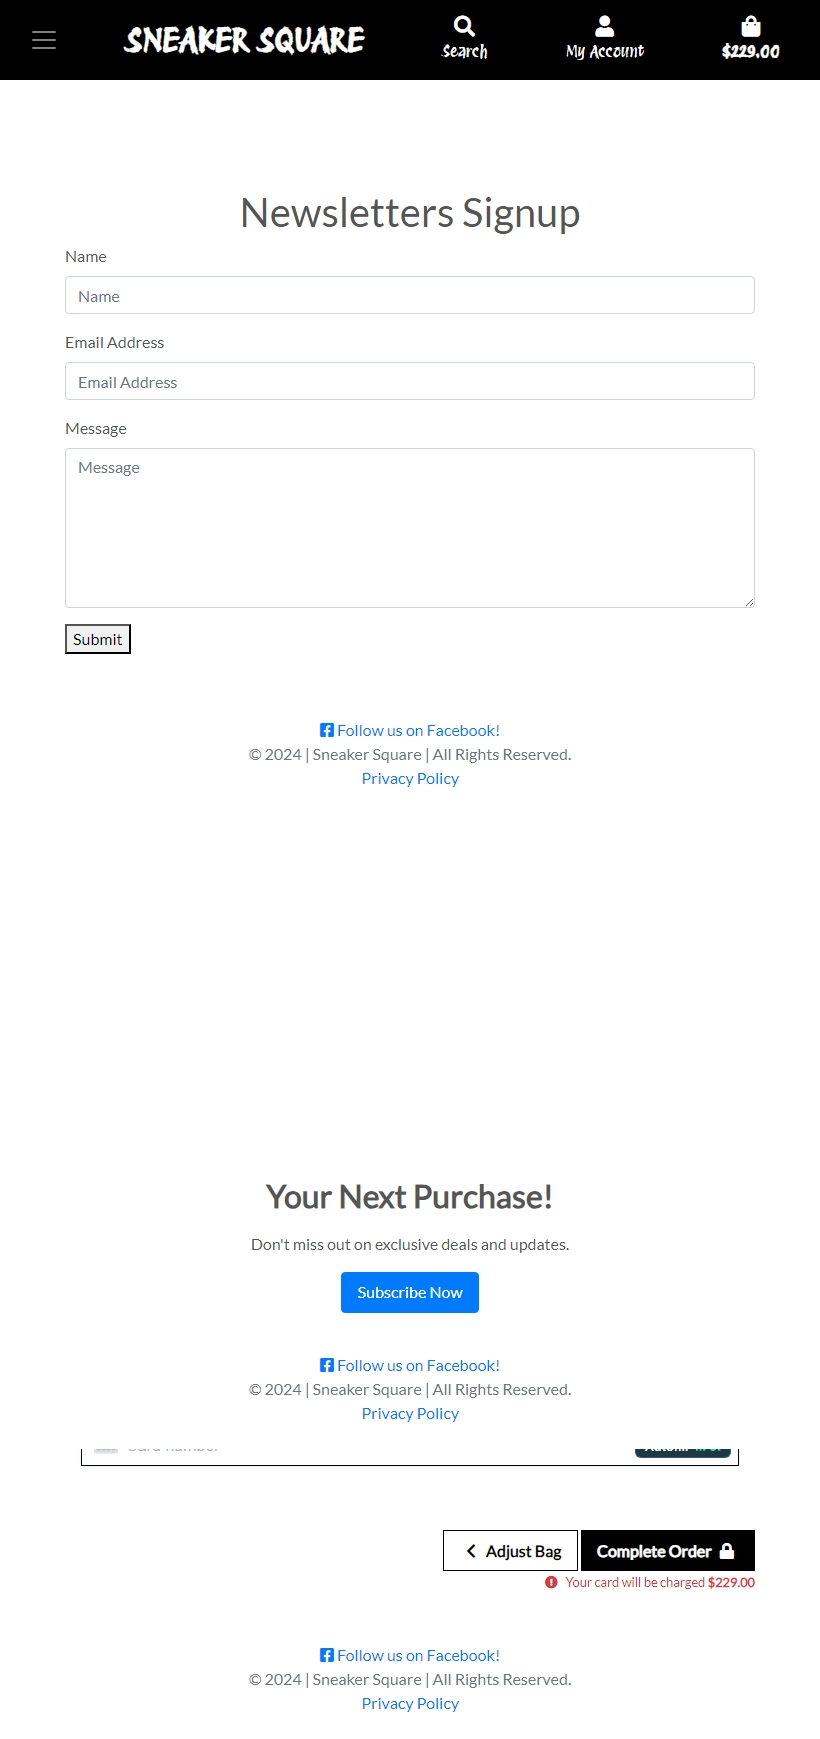 SNEAKER SQUARE
Search
My Account
$229.00
Newsletters Signup
Name
Name
Email Address
Email Address
Message
Message
Submit
Follow us on Facebook!
© 2024 | Sneaker Square | All Rights Reserved.
Privacy Policy
Your Next Purchase!
Don't miss out on exclusive deals and updates.
Subscribe Now
Follow us on Facebook!
© 2024 | Sneaker Square | All Rights Reserved.
Privacy Policy
Adjust Bag
Complete Order
Your card will be charged $229.00
Follow us on Facebook!
© 2024 | Sneaker Square | All Rights Reserved.
Privacy Policy